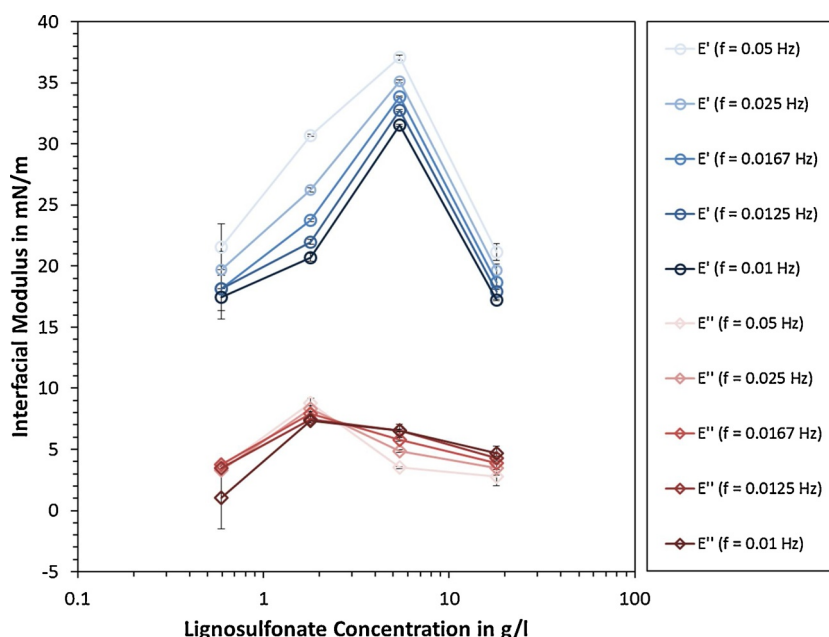 40
35
30
25
20
15
10
5
0
-5
Interfacial Modulus in mN/m
0.1 1 10 100
Lignosulfonate Concentration in g/l
E' (f = 0.05 Hz)
E' (f = 0.025 Hz)
E' (f = 0.0167 Hz)
E' (f = 0.0125 Hz)
E' (f = 0.01 Hz)
E'' (f = 0.05 Hz)
E'' (f = 0.025 Hz)
E'' (f = 0.0167 Hz)
E'' (f = 0.0125 Hz)
E'' (f = 0.01 Hz)